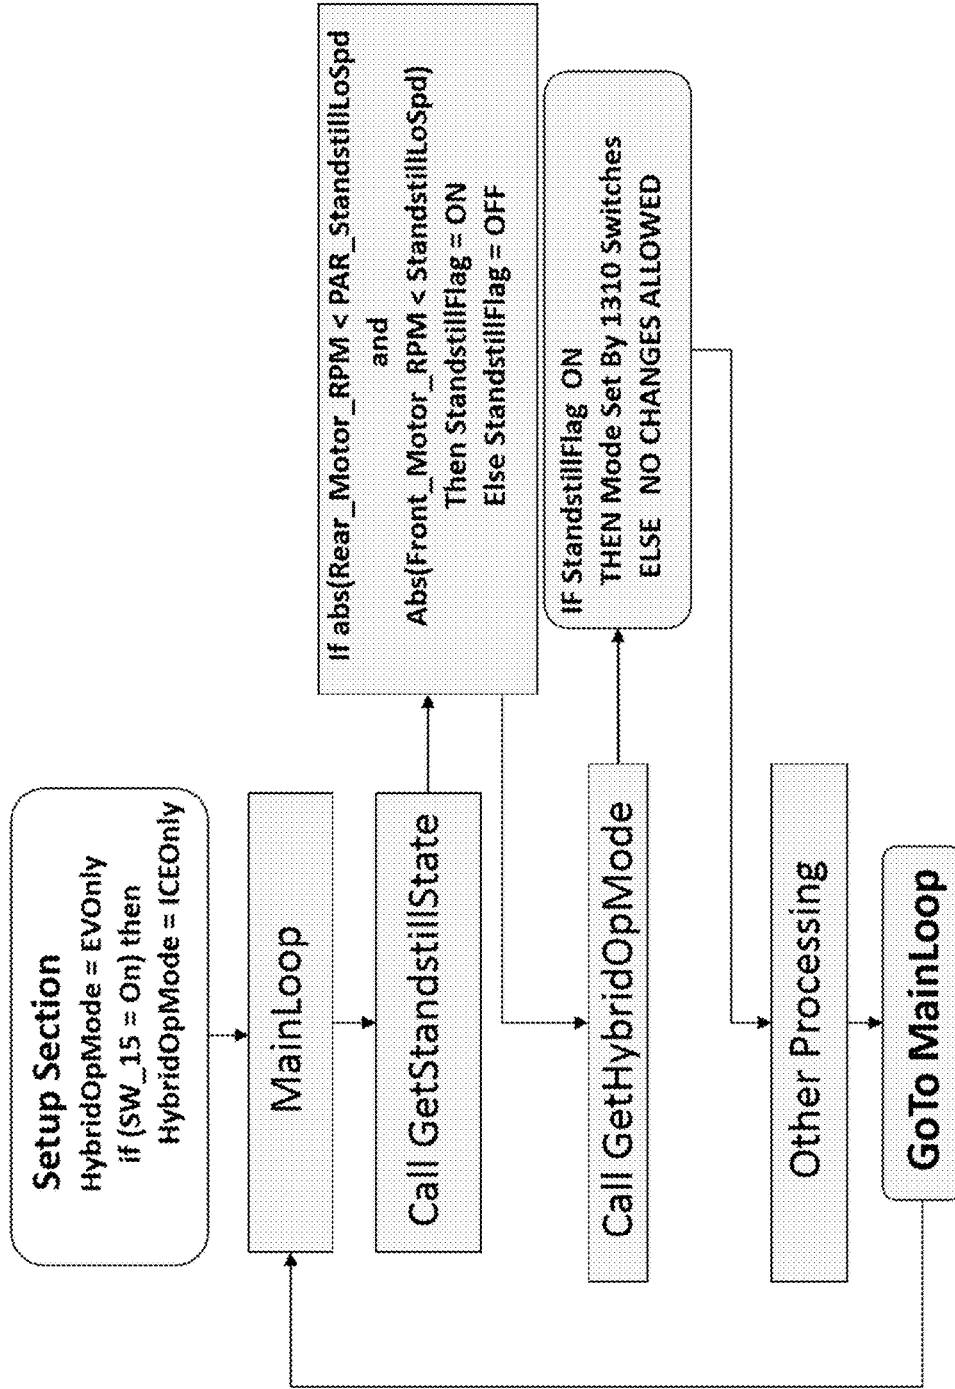 Setup Section
HybridOpMode = EVOnly
if (SW_15 = On) then
HybridOpMode = ICEOnly
MainLoop
Call GetStandstillState
If abs(Rear_Motor_RPM < PAR_StandstillLoSpd
and
Abs(Front_Motor_RPM < StandstillLoSpd)
Then StandstillFlag = ON
Else StandstillFlag = OFF
Call GetHybridOpMode
IF StandstillFlag ON
THEN Mode Set By 1310 Switches
ELSE NO CHANGES ALLOWED
Other Processing
GoTo MainLoop